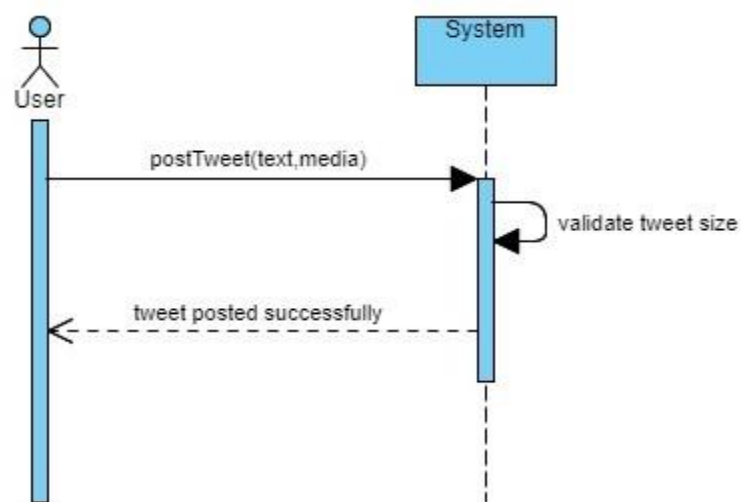 System
User
postTweet(text,media)
validate tweet size
tweet posted successfully